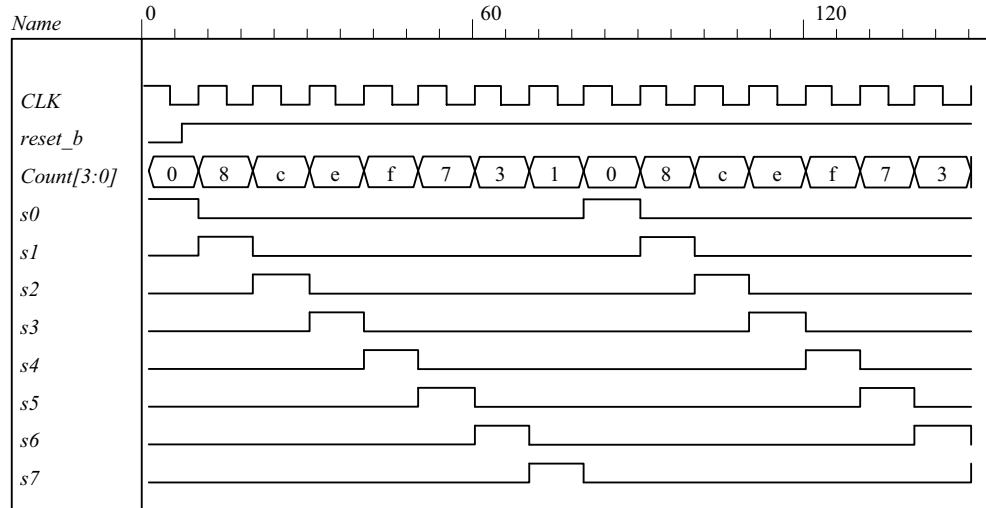 Name 0 60 120
CLK
reset_b
Count[3:0] 0 8 c e f 7 3 1 0 8 c e f 7 3
s0
s1
s2
s3
s4
s5
s6
s7